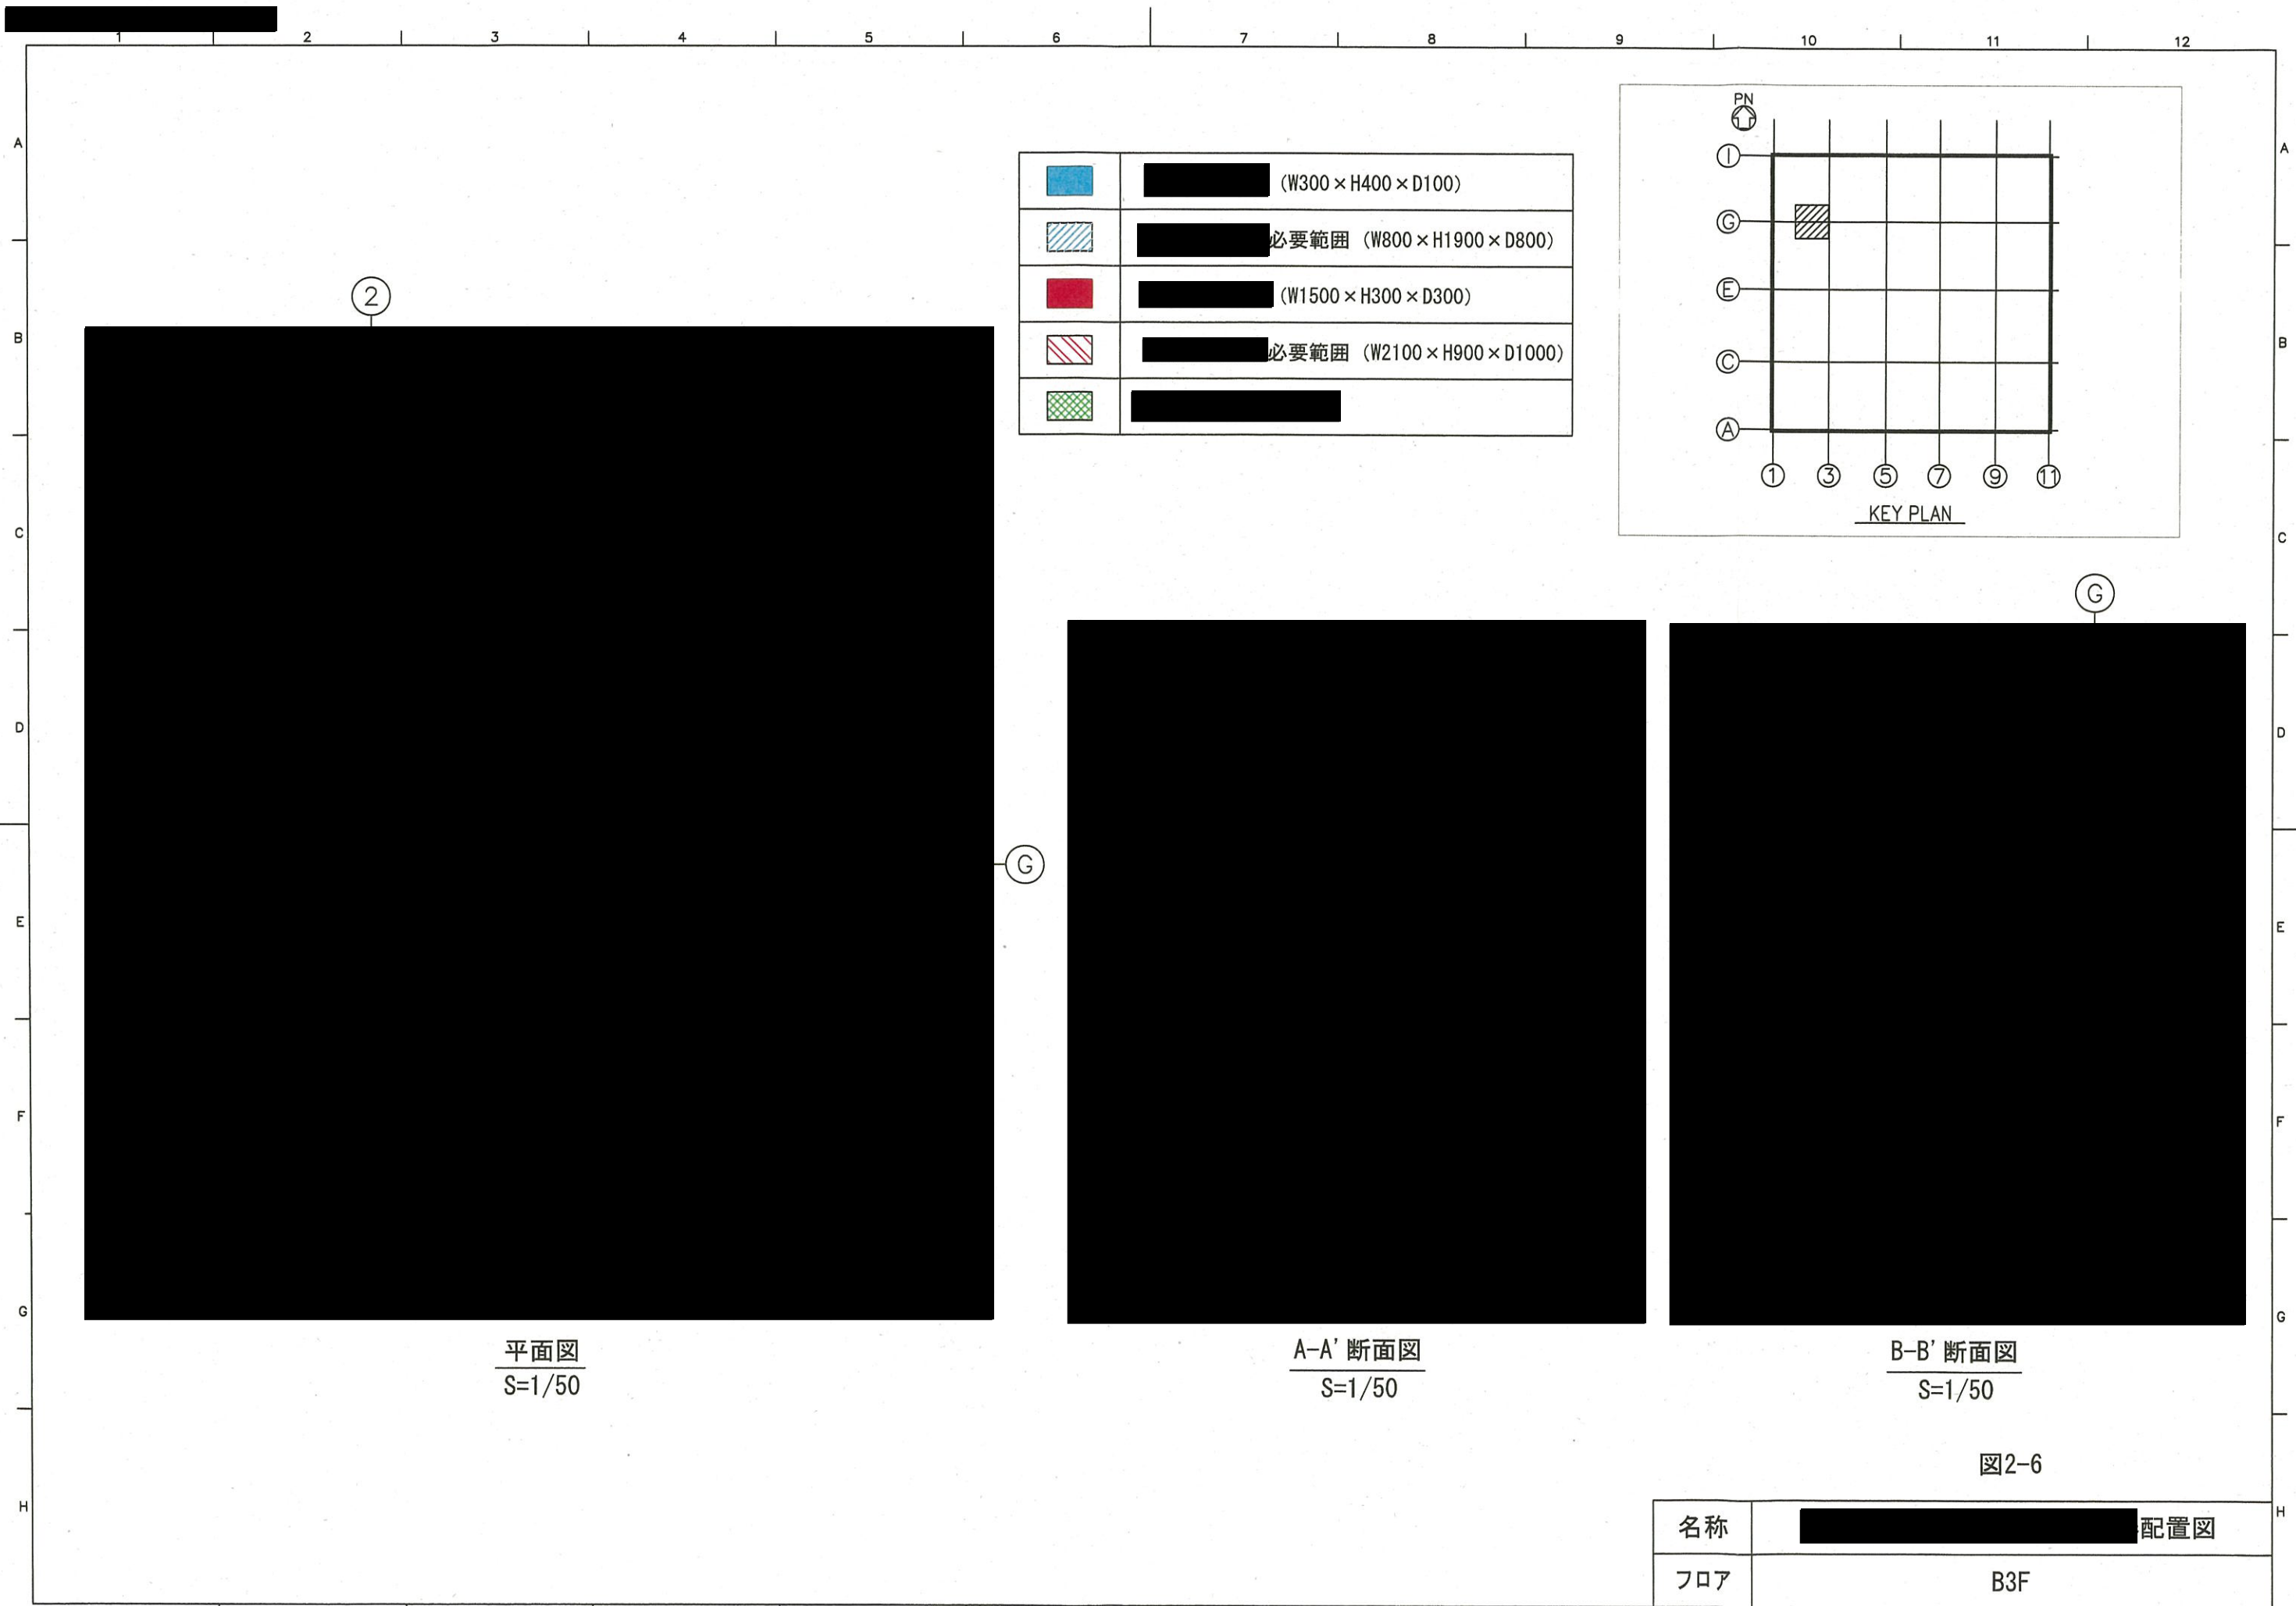 1 2 3 4 5 6 7 8 9 10 11 12
A A
B B
C C
D D
E E
F F
G G
H H
(W300×H400×D100)
必要範囲 (W800×H1900×D800)
(W1500×H300×D300)
必要範囲 (W2100×H900×D1000)
PN
I
G
E
C
A
1 3 5 7 9 11
KEY PLAN
2
G
G
平面図
S=1/50
A-A' 断面図
S=1/50
B-B' 断面図
S=1/50
図2-6
名称 配置図
フロア B3F